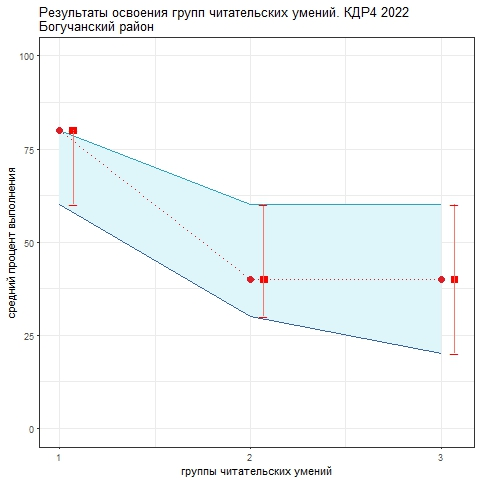 Результаты освоения групп читательских умений. КДР4 2022
Богучанский район
100
75
50
25
0
средний процент выполнения
1 2 3
группы читательских умений